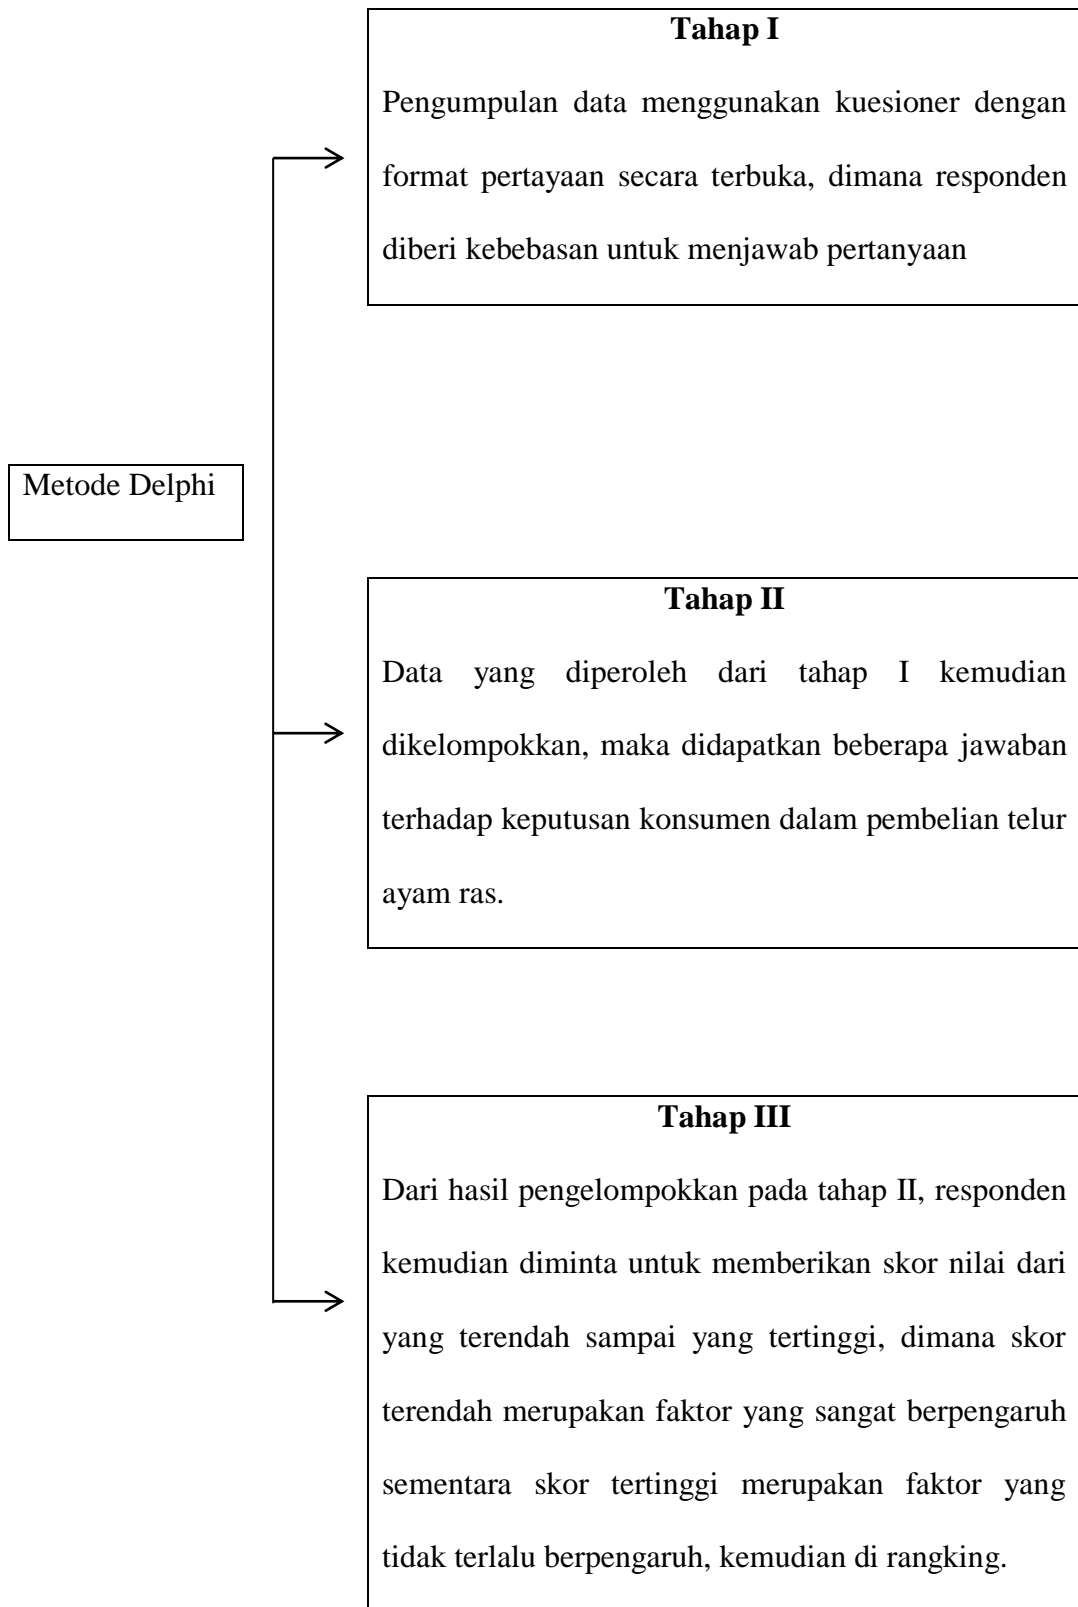 Tahap I
Pengumpulan data menggunakan kuesioner dengan
format pertayaan secara terbuka, dimana responden
diberi kebebasan untuk menjawab pertanyaan
Metode Delphi
Tahap II
Data yang diperoleh dari tahap I kemudian
dikelompokkan, maka didapatkan beberapa jawaban
terhadap keputusan konsumen dalam pembelian telur
ayam ras.
Tahap III
Dari hasil pengelompokkan pada tahap II, responden
kemudian diminta untuk memberikan skor nilai dari
yang terendah sampai yang tertinggi, dimana skor
terendah merupakan faktor yang sangat berpengaruh
sementara skor tertinggi merupakan faktor yang
tidak terlalu berpengaruh, kemudian di rangking.